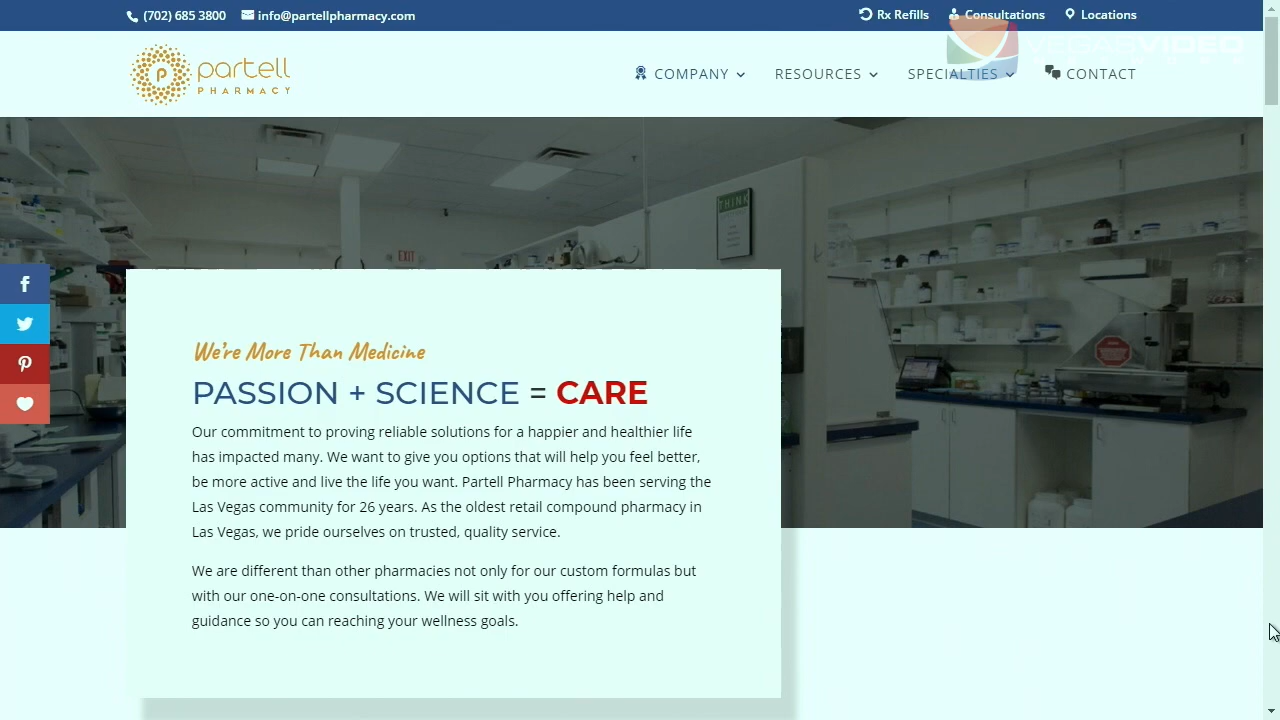 (702) 685 3800 info@partellpharmacy.com Rx Refills Consultations Locations
partell
PHARMACY
P
COMPANY RESOURCES SPECIALTIES CONTACT
VEGAS VIDEO
THINK
EXIT
We're More Than Medicine
PASSION + SCIENCE = CARE
Our commitment to proving reliable solutions for a happier and healthier life
has impacted many. We want to give you options that will help you feel better,
be more active and live the life you want. Partell Pharmacy has been serving the
Las Vegas community for 26 years. As the oldest retail compound pharmacy in
Las Vegas, we pride ourselves on trusted, quality service.
We are different than other pharmacies not only for our custom formulas but
with our one-on-one consultations. We will sit with you offering help and
guidance so you can reaching your wellness goals.